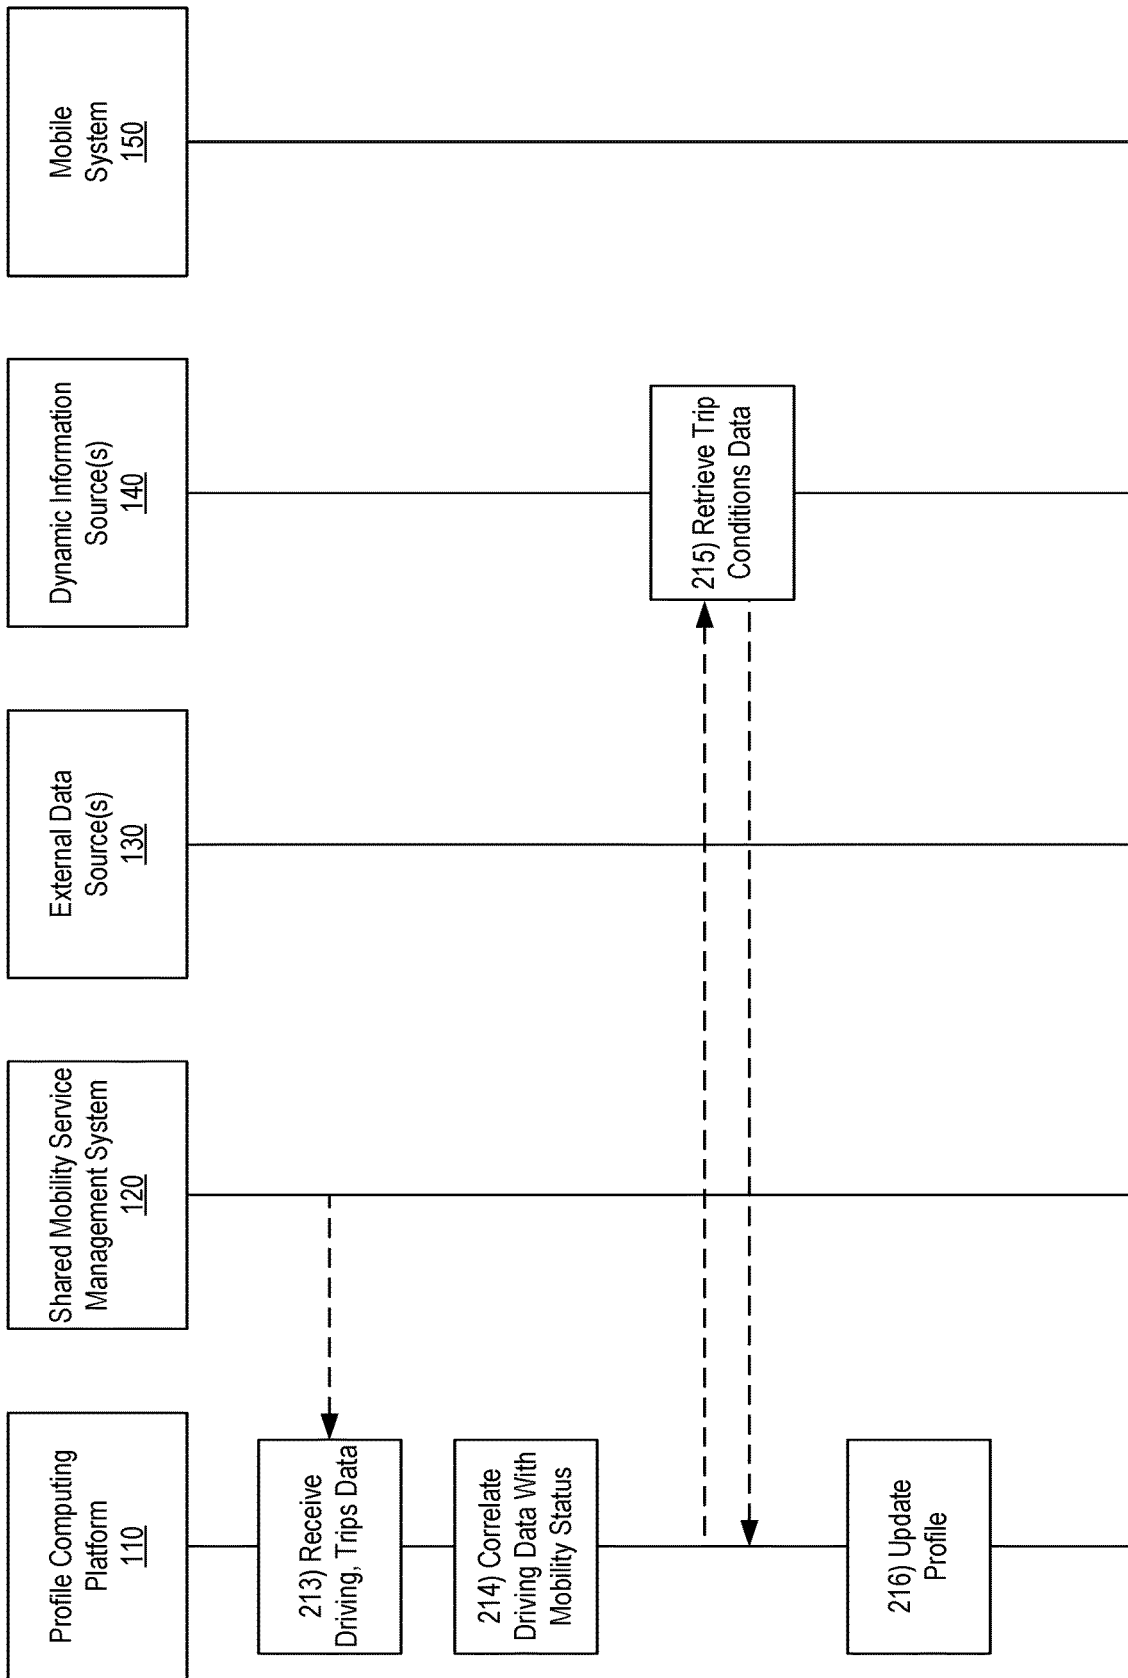 Profile Computing
Platform
110
Shared Mobility Service
Management System
120
External Data
Source(s)
130
Dynamic Information
Source(s)
140
Mobile
System
150
213) Receive
Driving, Trips Data
214) Correlate
Driving Data With
Mobility Status
215) Retrieve Trip
Conditions Data
216) Update
Profile